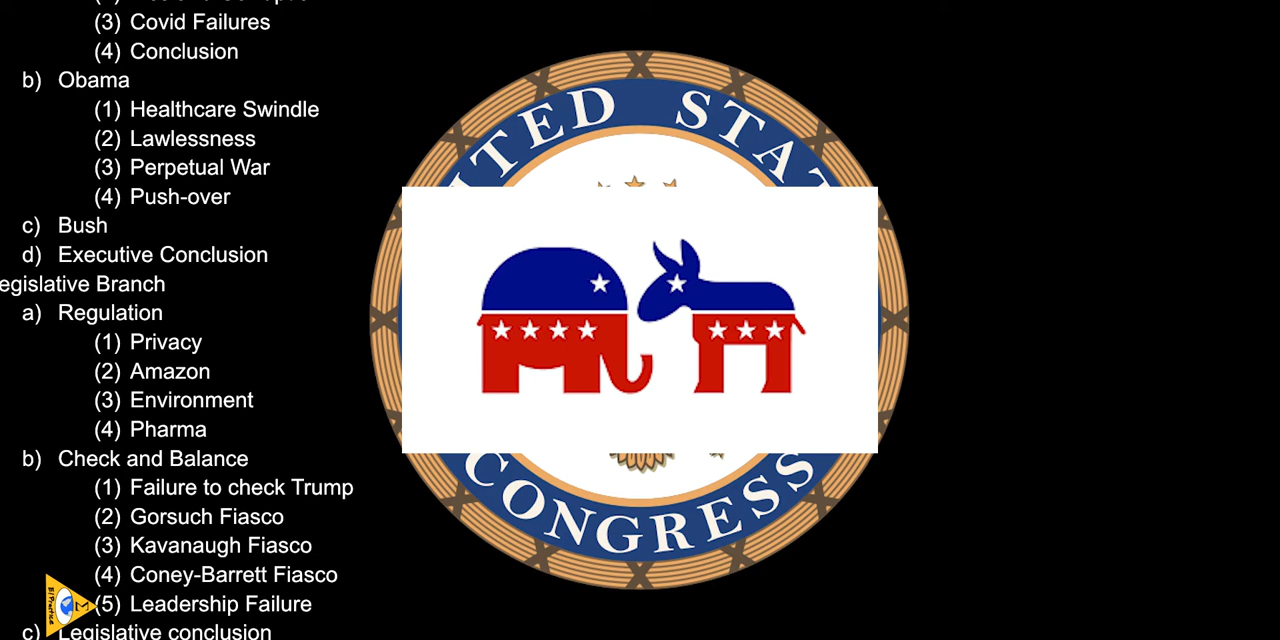 (3) Covid Failures
(4) Conclusion
b) Obama
(1) Healthcare Swindle
(2) Lawlessness
(3) Perpetual War
(4) Push-over
c) Bush
d) Executive Conclusion
egislative Branch
a) Regulation
(1) Privacy
(2) Amazon
(3) Environment
(4) Pharma
b) Check and Balance
(1) Failure to check Trump
(2) Gorsuch Fiasco
(3) Kavanaugh Fiasco
(4) Coney-Barrett Fiasco
(5) Leadership Failure
c) Legislative conclusion
ITED STAT
CONGRESS